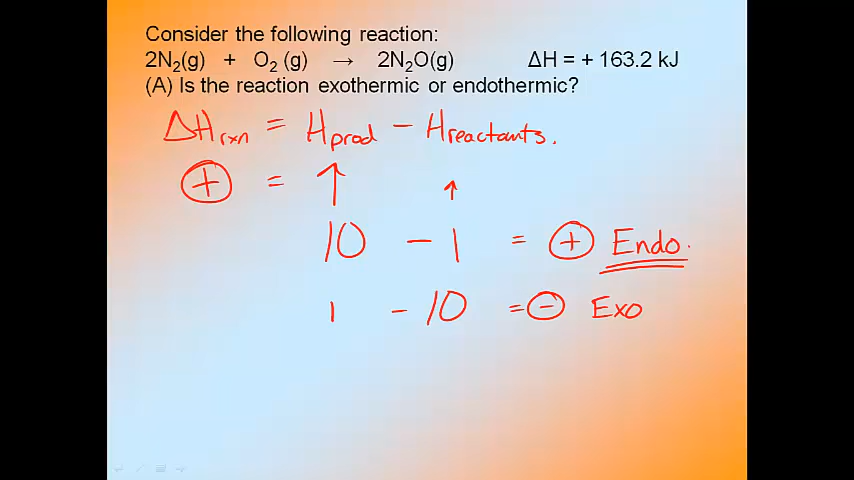 Consider the following reaction:
2N₂(g) + O₂ (g) → 2N₂O(g) ΔH = + 163.2 kJ
(A) Is the reaction exothermic or endothermic?
ΔHrxn = Hprod − Hreactants.
+ = ↑ ↑
10 − 1 = + Endo.
1 − 10 = − Exo